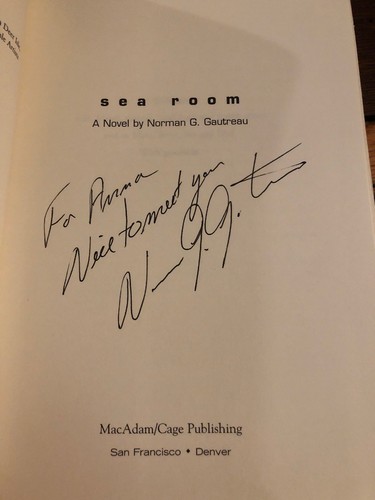 sea room
A Novel by Norman G. Gautreau
For Anna
Nice to meet you
MacAdam/Cage Publishing
San Francisco • Denver